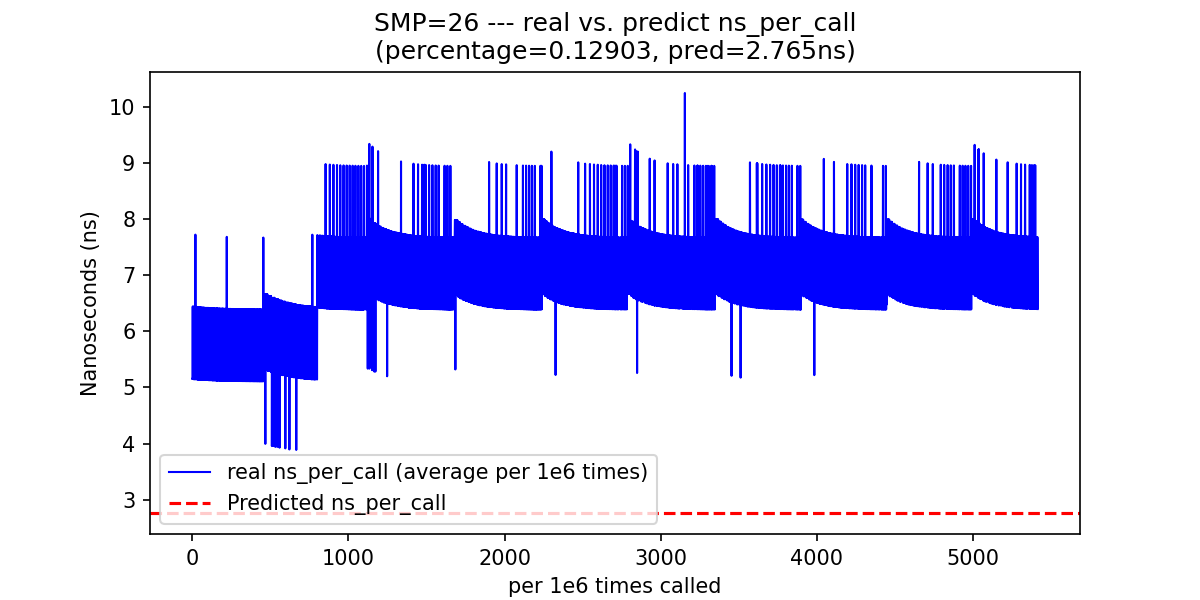 SMP=26 --- real vs. predict ns_per_call
(percentage=0.12903, pred=2.765ns)
Nanoseconds (ns)
10
9
8
7
6
5
4
3
real ns_per_call (average per 1e6 times)
Predicted ns_per_call
0 1000 2000 3000 4000 5000
per 1e6 times called